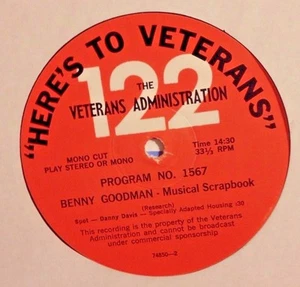 "HERE'S TO VETERANS"
122
THE
VETERANS ADMINISTRATION
MONO CUT
PLAY STEREO OR MONO
Time 14:30
33⅓ RPM
PROGRAM NO. 1567
BENNY GOODMAN - Musical Scrapbook
(Research)
Spot — Danny Davis — Specially Adapted Housing :30
This recording is the property of the Veterans
Administration and cannot be broadcast
under commercial sponsorship.